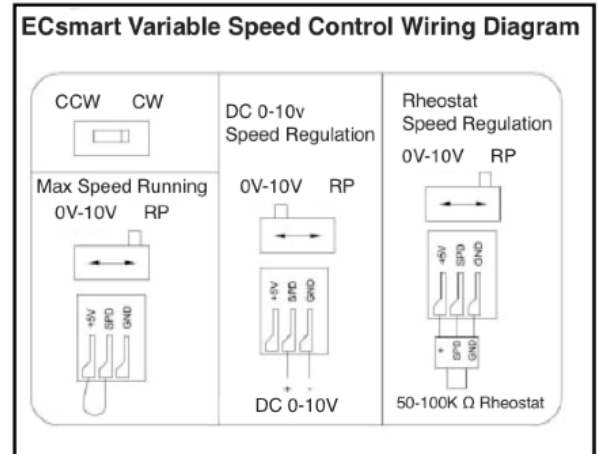 ECsmart Variable Speed Control Wiring Diagram
CCW CW
Max Speed Running
0V-10V RP
+5V SPD GND
DC 0-10v
Speed Regulation
0V-10V RP
+5V SPD GND
+ -
DC 0-10V
Rheostat
Speed Regulation
0V-10V RP
+5V SPD GND
+ SPD GND
50-100K Ω Rheostat